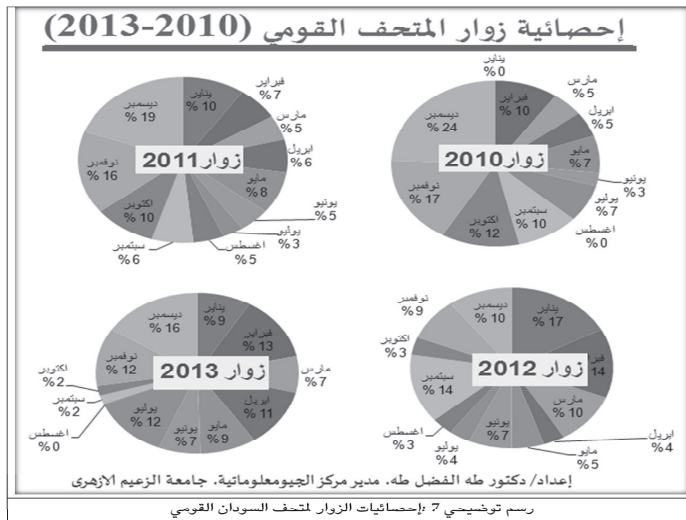 إحصائية زوار المتحف القومي (2010-2013)
زوار 2010
يناير
%0
فبراير
% 10
مارس
%5
ابريل
%5
مايو
%7
يونيو
%3
يوليو
%7
اغسطس
%0
سبتمبر
% 10
اكتوبر
% 12
نوفمبر
% 17
ديسمبر
% 24
زوار 2011
يناير
% 10
فبراير
%7
مارس
%5
ابريل
%6
مايو
%8
يونيو
%5
يوليو
%3
اغسطس
%5
سبتمبر
%6
اكتوبر
% 10
نوفمبر
% 16
ديسمبر
% 19
زوار 2012
يناير
% 17
فبرا
14
مارس
% 10
ابريل
%4
مايو
%5
يونيو
%7
يوليو
%4
اغسطس
%3
سبتمبر
% 14
اكتوبر
%3
نوفمبر
%9
ديسمبر
% 10
زوار 2013
يناير
%9
فبراير
% 13
مارس
%7
ابريل
% 11
مايو
%9
يونيو
%7
يوليو
% 12
اغسطس
%0
سبتمبر
%2
اكتوبر
%2
نوفمبر
% 12
ديسمبر
% 16
إعداد/ دكتور طه الفضل طه. مدير مركز الجيومعلوماتية. جامعة الزعيم الازهرى
رسم توضيحي 7 :إحصائيات الزوار لمتحف السودان القومي